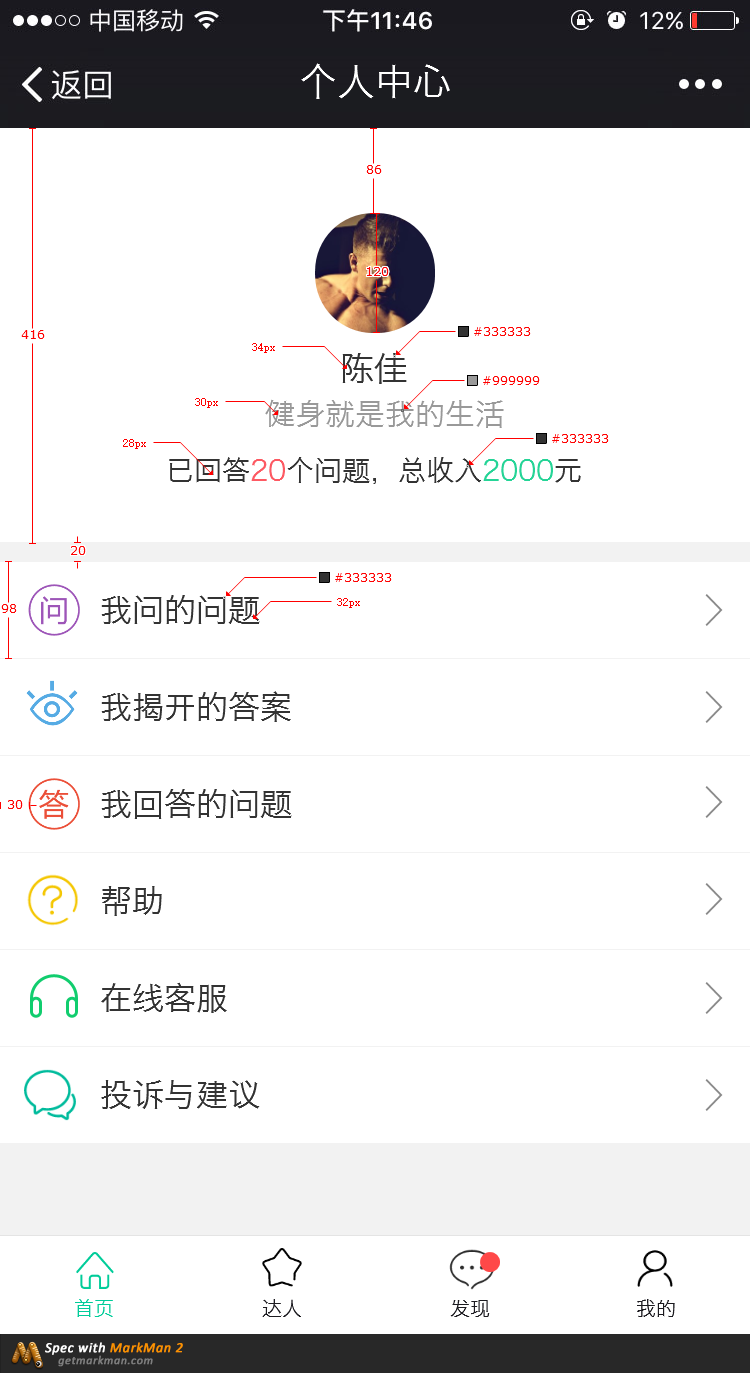 中国移动 下午11:46 12%
返回 个人中心
86
120
416
#333333
34px
陈佳
#999999
30px
健身就是我的生活
#333333
28px
已回答20个问题，总收入2000元
20
#333333
32px
98
问 我问的问题
我揭开的答案
30 答 我回答的问题
? 帮助
在线客服
投诉与建议
首页 达人 发现 我的
Spec with MarkMan 2
getmarkman.com